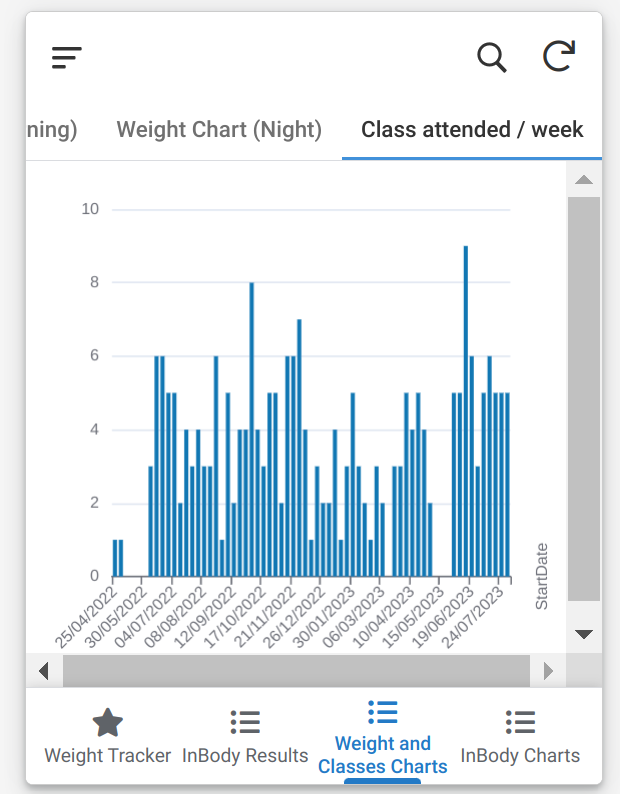 ning)
Weight Chart (Night)
Class attended / week
10
8
6
4
2
0
25/04/2022
30/05/2022
04/07/2022
08/08/2022
12/09/2022
17/10/2022
21/11/2022
26/12/2022
30/01/2023
06/03/2023
10/04/2023
15/05/2023
19/06/2023
24/07/2023
StartDate
Weight Tracker
InBody Results
Weight and
Classes Charts
InBody Charts